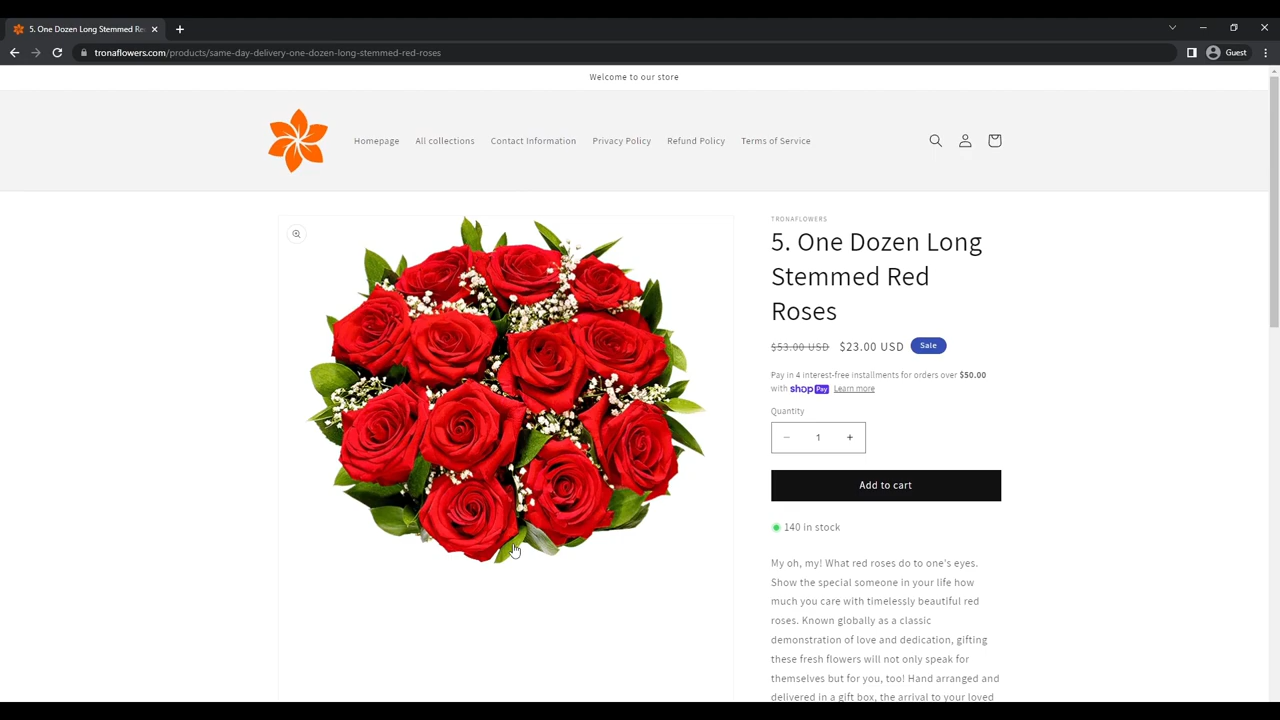 5. One Dozen Long Stemmed Re
tronaflowers.com/products/same-day-delivery-one-dozen-long-stemmed-red-roses
Guest
Welcome to our store
Homepage
All collections
Contact Information
Privacy Policy
Refund Policy
Terms of Service
TRONAFLOWERS
5. One Dozen Long
Stemmed Red
Roses
$53.00 USD $23.00 USD Sale
Pay in 4 interest-free installments for orders over $50.00
with shop Pay Learn more
Quantity
− 1 +
Add to cart
140 in stock
My oh, my! What red roses do to one's eyes.
Show the special someone in your life how
much you care with timelessly beautiful red
roses. Known globally as a classic
demonstration of love and dedication, gifting
these fresh flowers will not only speak for
themselves but for you, too! Hand arranged and
delivered in a gift box, the arrival to your loved